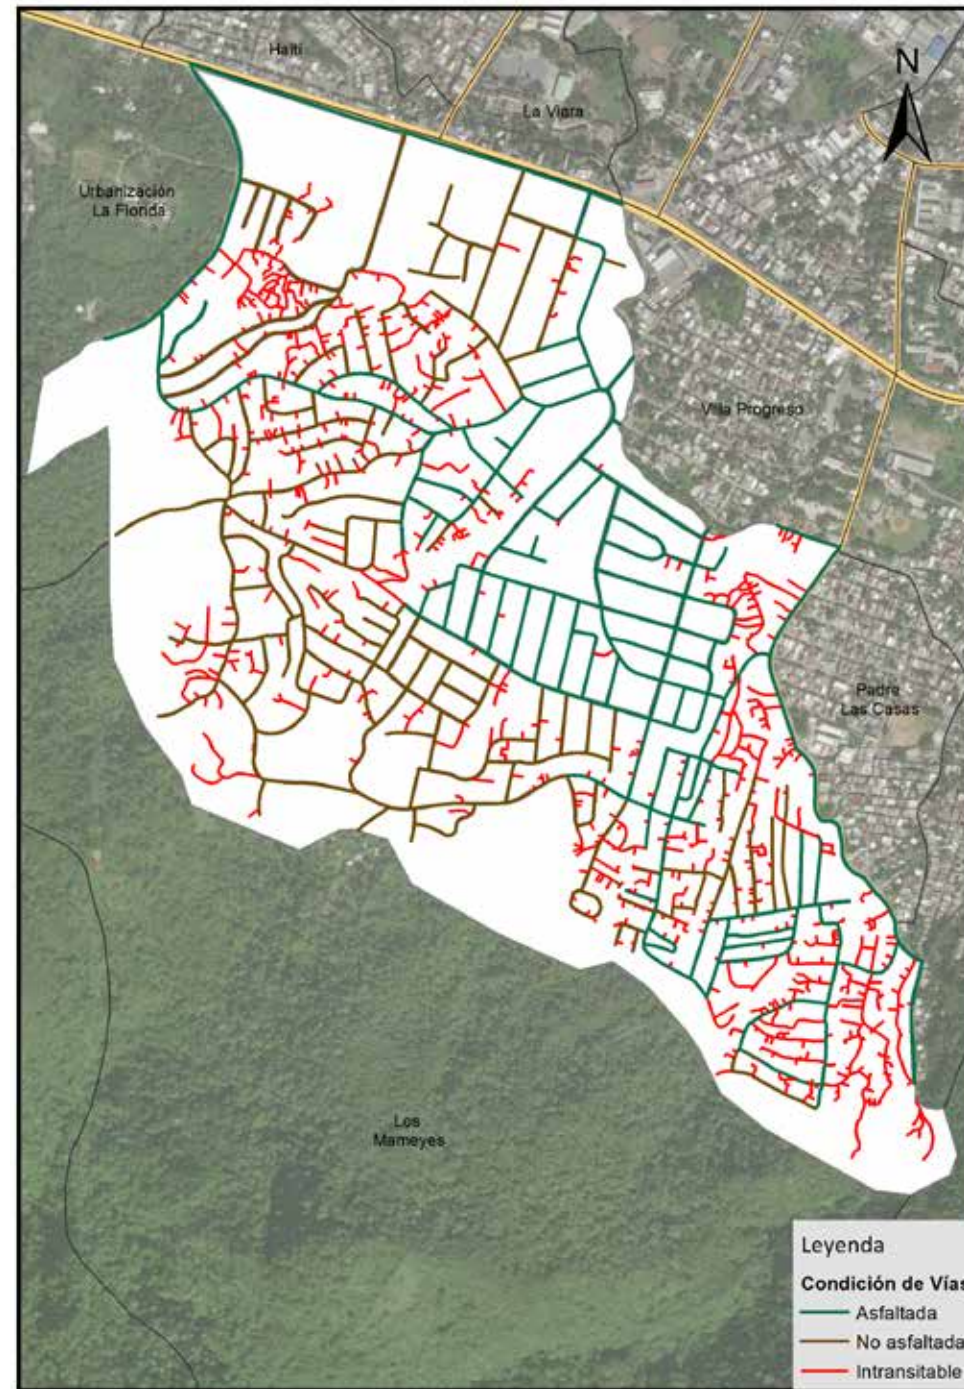 Haití
La Viara
N
Urbanización
La Florida
Villa Progreso
Padre
Las Casas
Los
Mameyes
Leyenda
Condición de Vías
Asfaltada
No asfaltada
Intransitable